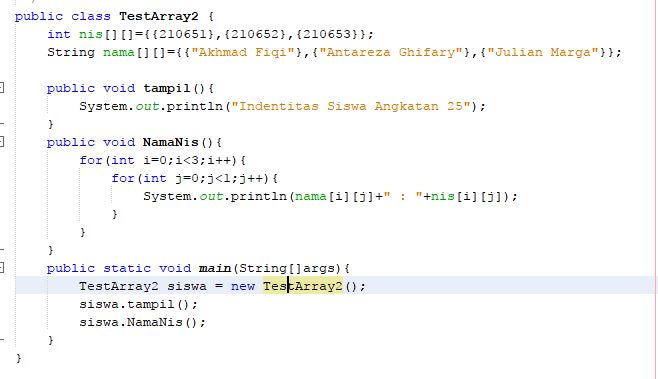 public class TestArray2 {
    int nis[][]={{210651},{210652},{210653}};
    String nama[][]={{"Akhmad Fiqi"},{"Antareza Ghifary"},{"Julian Marga"}};
    public void tampil(){
        System.out.println("Indentitas Siswa Angkatan 25");
    }
    public void NamaNis(){
        for(int i=0;i<3;i++){
            for(int j=0;j<1;j++){
                System.out.println(nama[i][j]+" : "+nis[i][j]);
            }
        }
    }
    public static void main(String[]args){
        TestArray2 siswa = new TestArray2();
        siswa.tampil();
        siswa.NamaNis();
    }
}